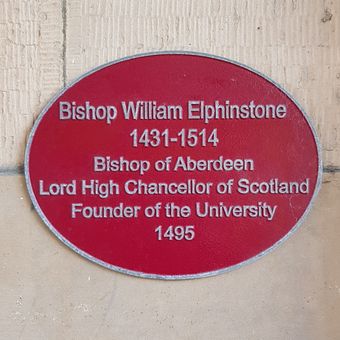 Bishop William Elphinstone
1431-1514
Bishop of Aberdeen
Lord High Chancellor of Scotland
Founder of the University
1495